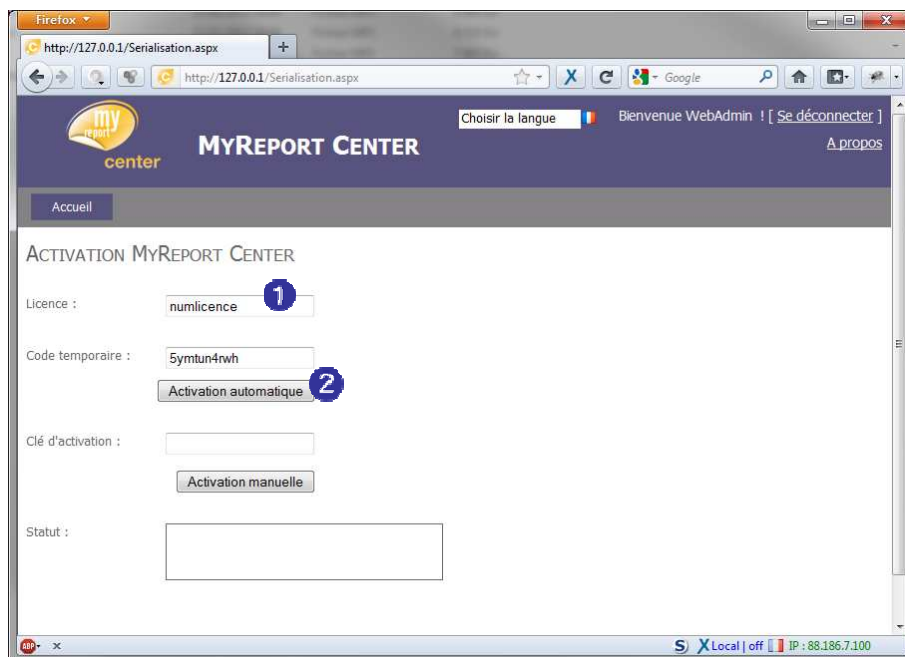 Firefox
http://127.0.0.1/Serialisation.aspx
+
http://127.0.0.1/Serialisation.aspx
Google
my
report
center
MYREPORT CENTER
Choisir la langue
Bienvenue WebAdmin ! [ Se déconnecter ]
A propos
Accueil
ACTIVATION MYREPORT CENTER
Licence :
numlicence
1
Code temporaire :
5ymtun4rwh
Activation automatique
2
Clé d'activation :
Activation manuelle
Statut :
ABP
x
S
X Local | off
IP : 88.186.7.100